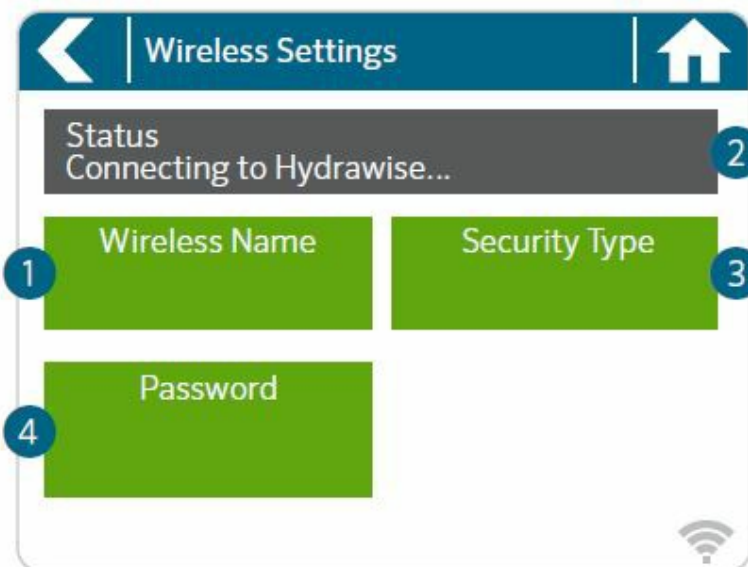 Wireless Settings
Status
Connecting to Hydrawise...
2
Wireless Name
Security Type
1
3
Password
4